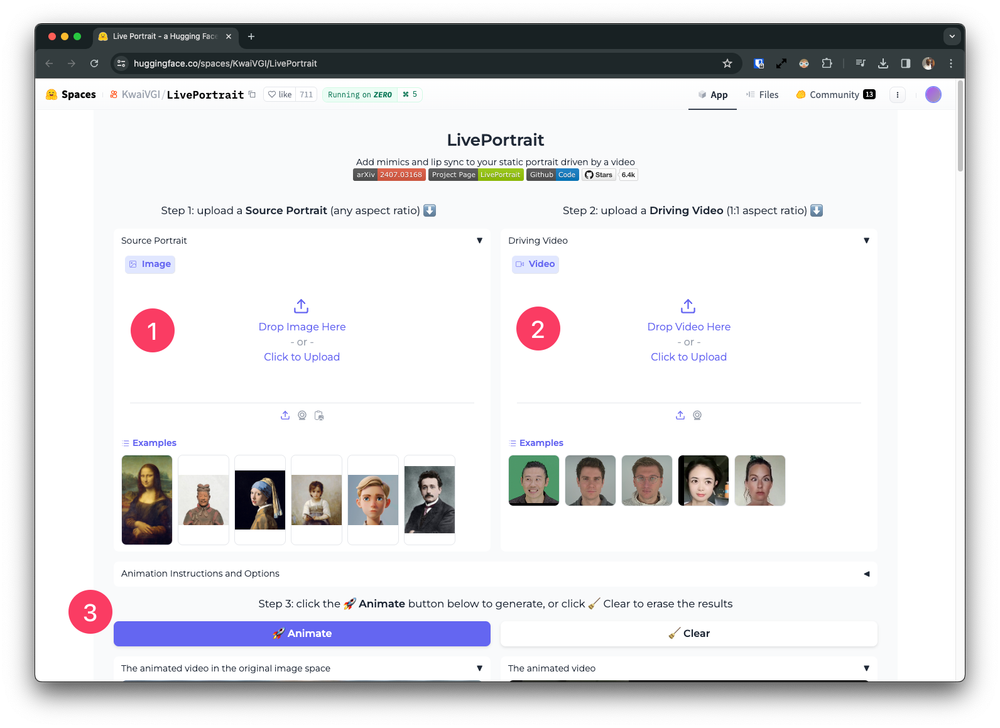 Live Portrait - a Hugging Face
huggingface.co/spaces/KwaiVGI/LivePortrait
Spaces
KwaiVGI/LivePortrait
like 711
Running on ZERO
5
App
Files
Community 13
LivePortrait
Add mimics and lip sync to your static portrait driven by a video
arXiv 2407.03168
Project Page LivePortrait
Github Code
Stars 6.4k
Step 1: upload a Source Portrait (any aspect ratio)
Step 2: upload a Driving Video (1:1 aspect ratio)
Source Portrait
Image
1
Drop Image Here
- or -
Click to Upload
Examples
Driving Video
Video
2
Drop Video Here
- or -
Click to Upload
Examples
Animation Instructions and Options
3
Step 3: click the 🚀 Animate button below to generate, or click 🧹 Clear to erase the results
🚀 Animate
🧹 Clear
The animated video in the original image space
The animated video